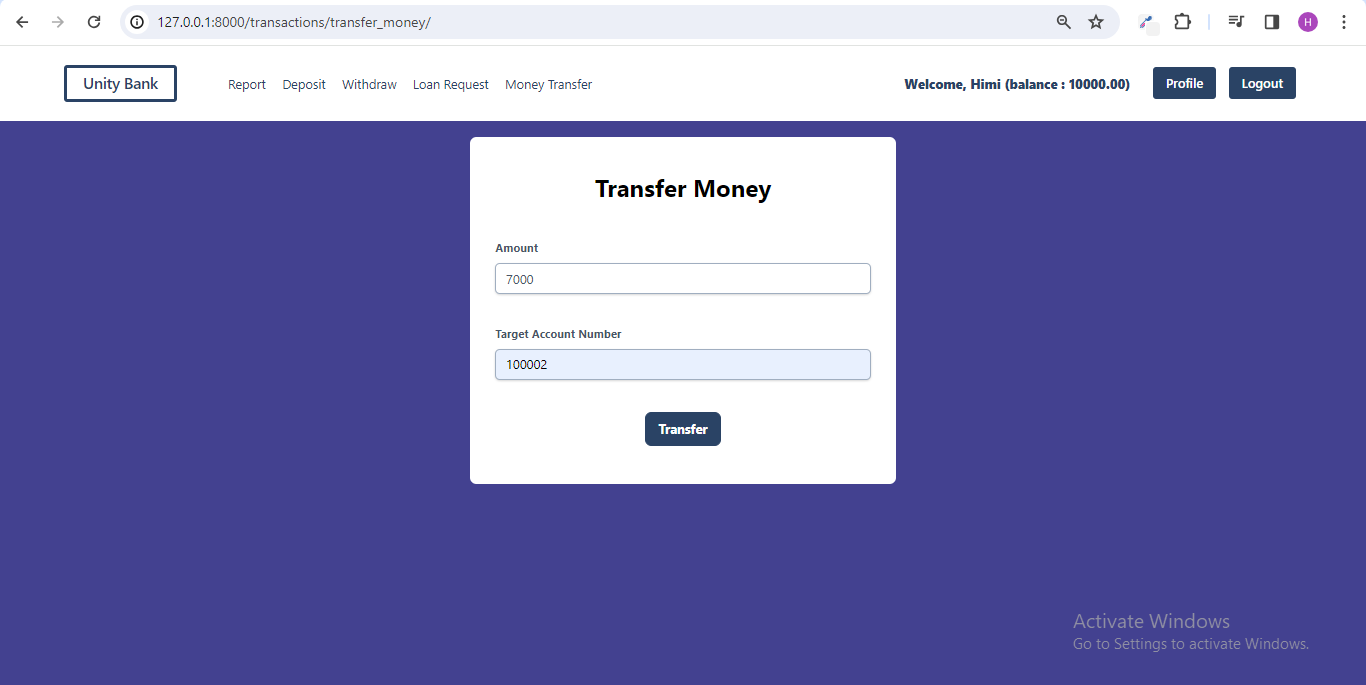 127.0.0.1:8000/transactions/transfer_money/
H
Unity Bank
Report Deposit Withdraw Loan Request Money Transfer
Welcome, Himi (balance : 10000.00)
Profile
Logout
Transfer Money
Amount
7000
Target Account Number
100002
Transfer
Activate Windows
Go to Settings to activate Windows.